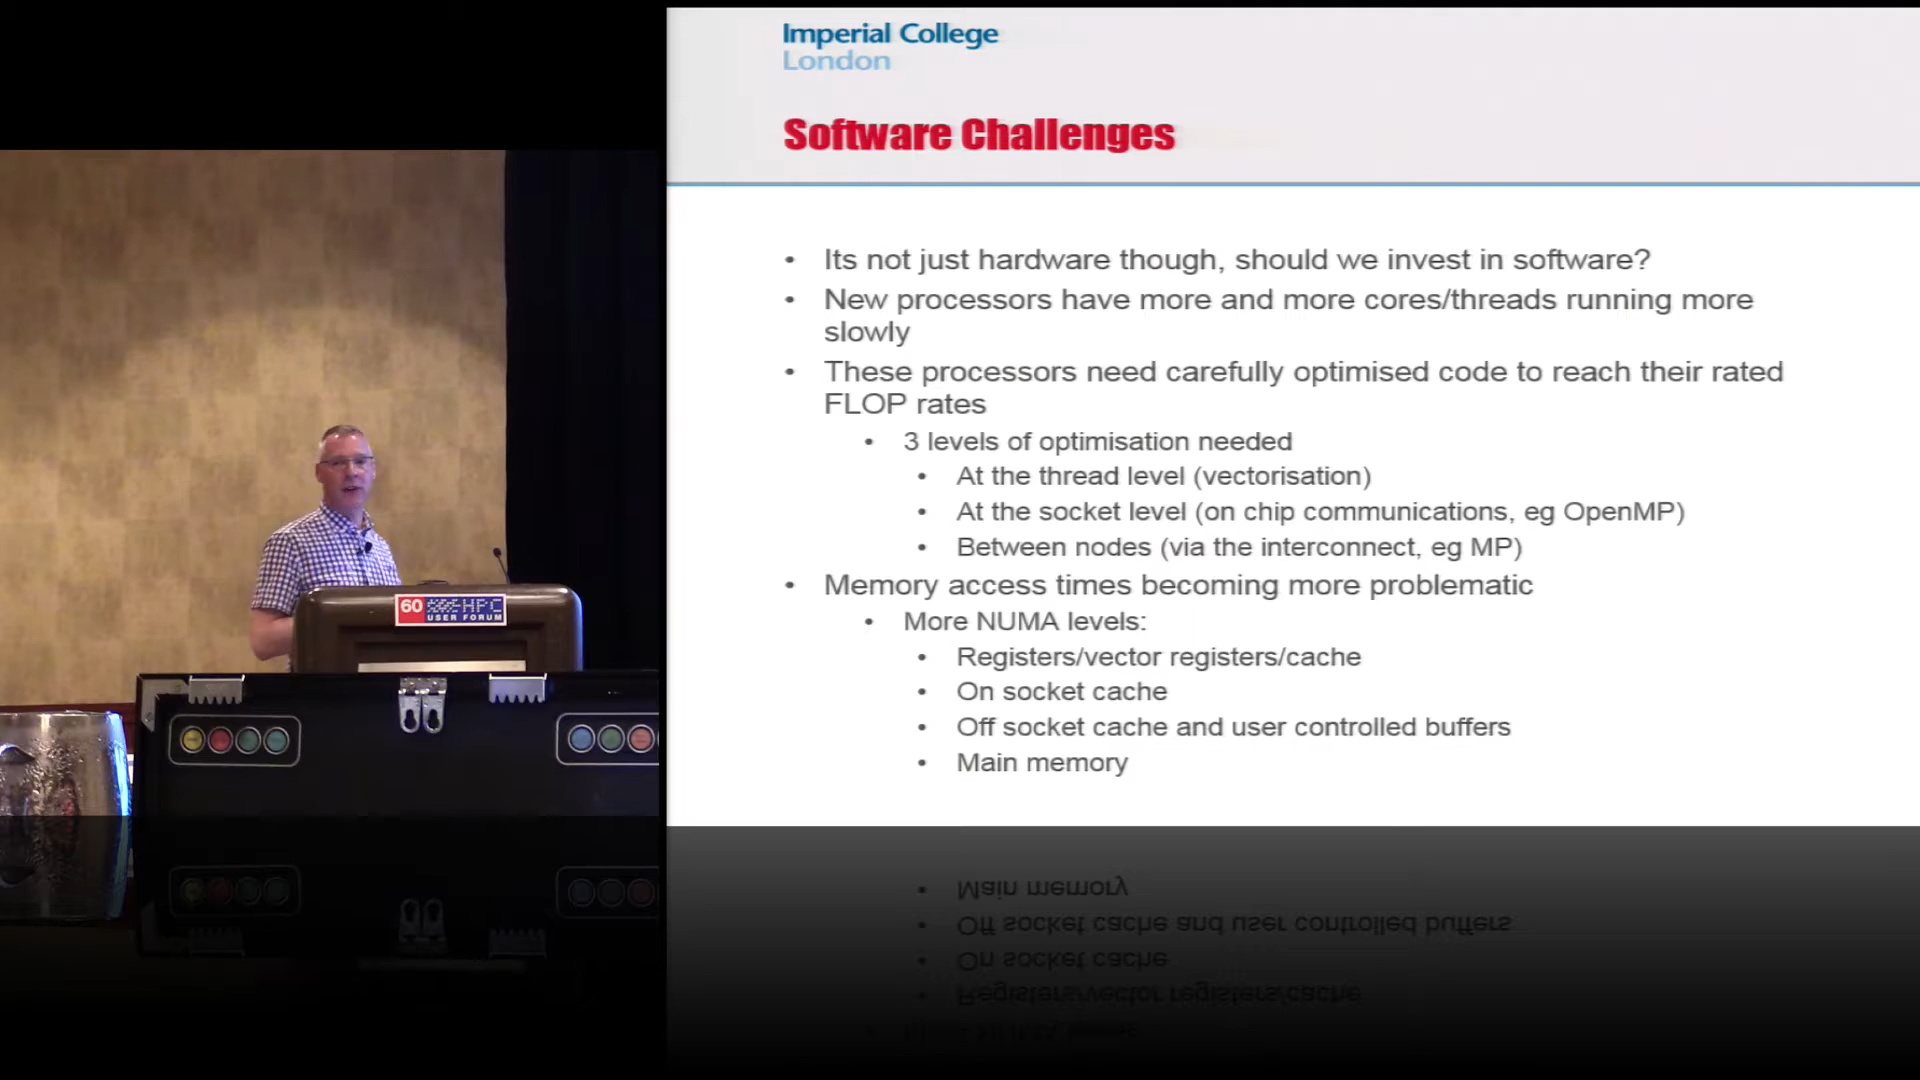 Imperial College
London
Software Challenges
• Its not just hardware though, should we invest in software?
• New processors have more and more cores/threads running more
slowly
• These processors need carefully optimised code to reach their rated
FLOP rates
• 3 levels of optimisation needed
• At the thread level (vectorisation)
• At the socket level (on chip communications, eg OpenMP)
• Between nodes (via the interconnect, eg MP)
• Memory access times becoming more problematic
• More NUMA levels:
• Registers/vector registers/cache
• On socket cache
• Off socket cache and user controlled buffers
• Main memory
60 HPC
USER FORUM